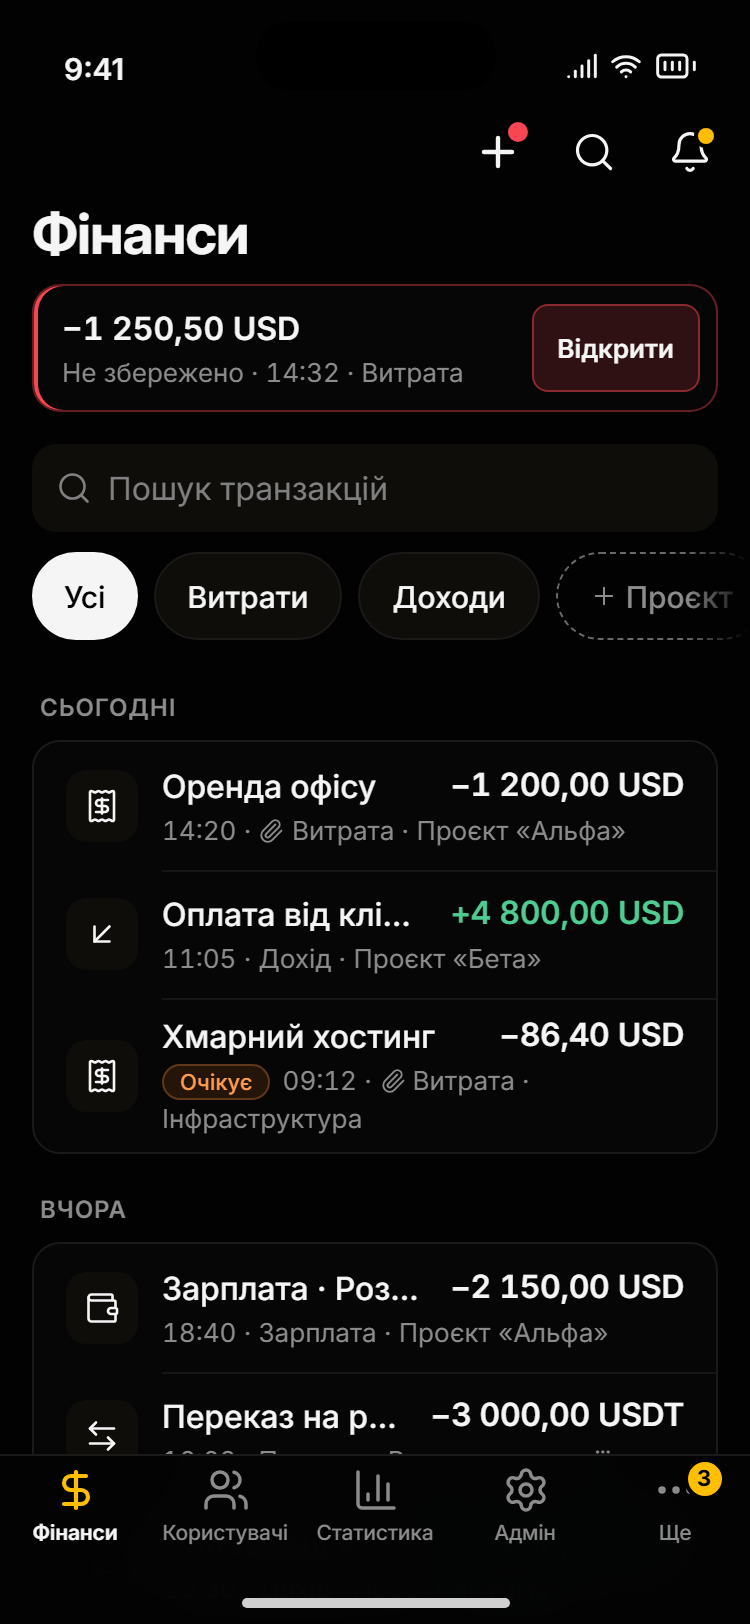 9:41
Фінанси
−1 250,50 USD
Не збережено · 14:32 · Витрата
Відкрити
Пошук транзакцій
Усі
Витрати
Доходи
+ Проєкт
СЬОГОДНІ
Оренда офісу
−1 200,00 USD
14:20 · Витрата · Проєкт «Альфа»
Оплата від клі...
+4 800,00 USD
11:05 · Дохід · Проєкт «Бета»
Хмарний хостинг
−86,40 USD
Очікує 09:12 · Витрата ·
Інфраструктура
ВЧОРА
Зарплата · Роз...
−2 150,00 USD
18:40 · Зарплата · Проєкт «Альфа»
Переказ на р...
−3 000,00 USDT
3
Фінанси
Користувачі
Статистика
Адмін
Ще